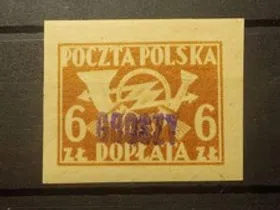 POCZTA POLSKA
GROSZY
6 6
ZŁ DOPŁATA ZŁ